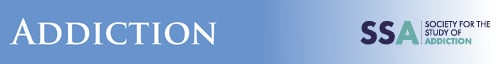 ADDICTION
SSA
SOCIETY FOR THE
STUDY OF
ADDICTION